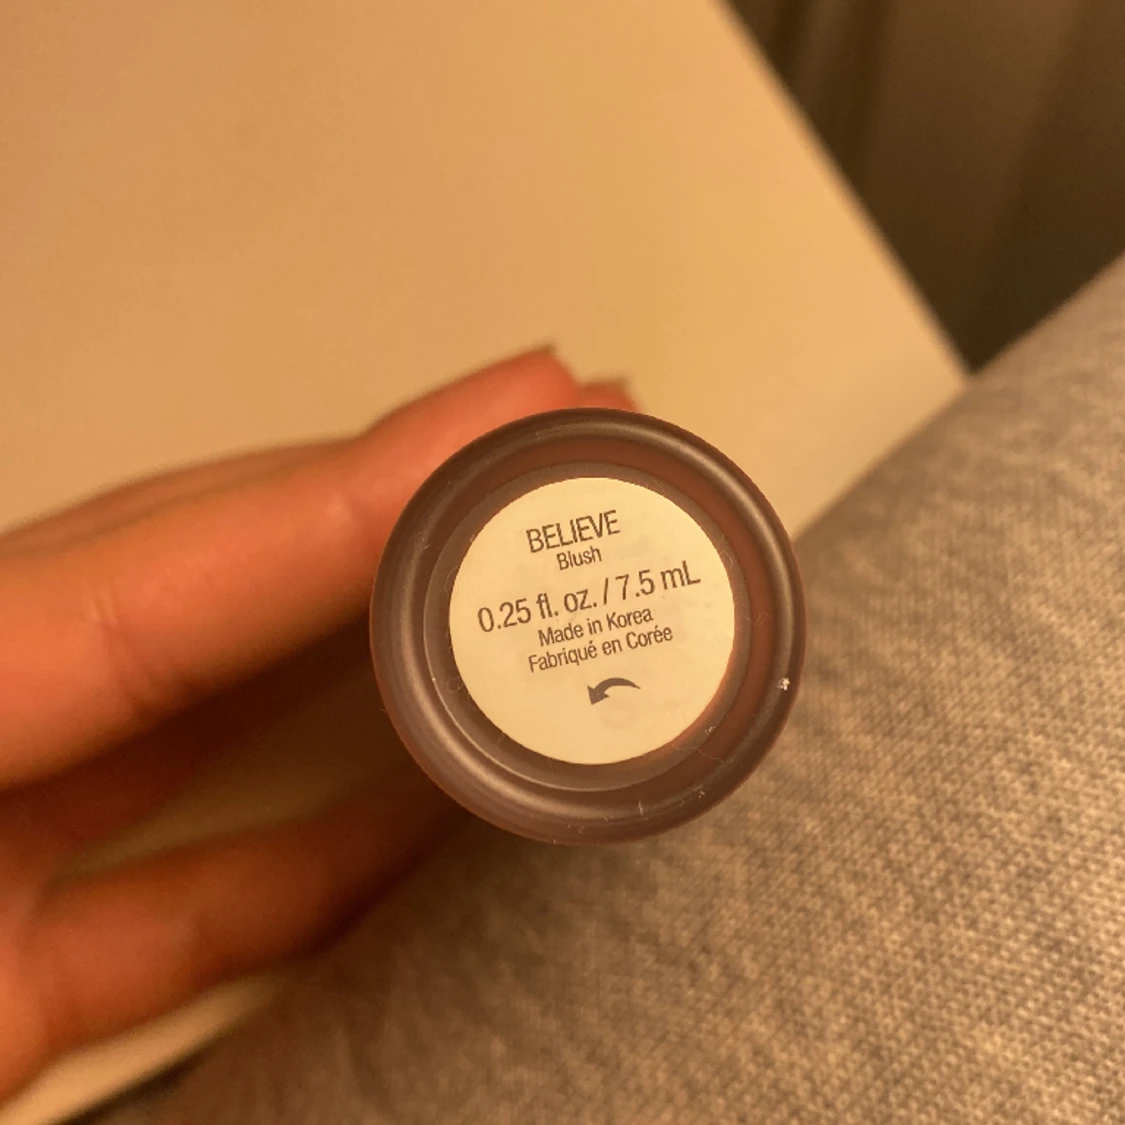 BELIEVE
Blush
0.25 fl. oz. / 7.5 mL
Made in Korea
Fabriqué en Corée